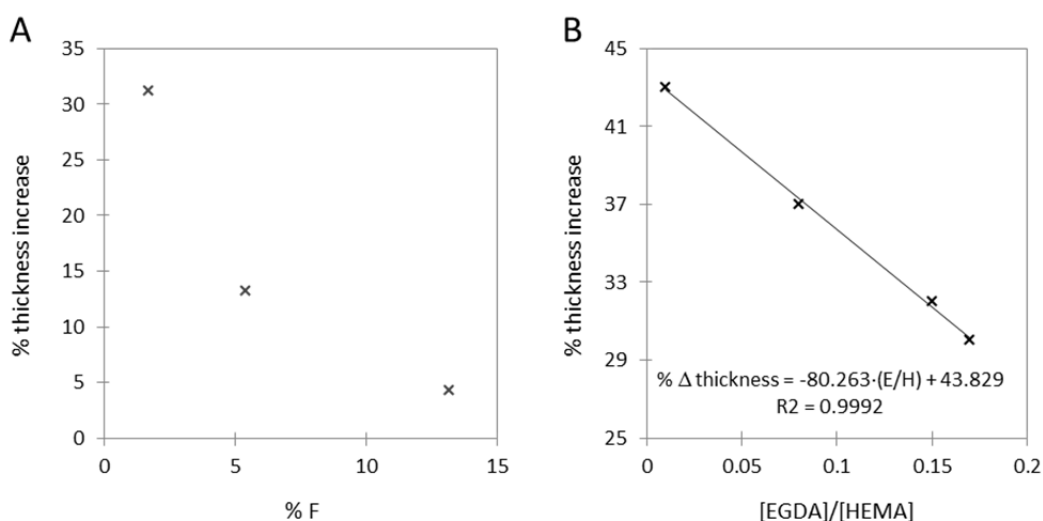 A
35
30
25
20
15
10
5
0
% thickness increase
0 5 10 15
% F
B
45
41
37
33
29
25
% thickness increase
% Δ thickness = -80.263·(E/H) + 43.829
R2 = 0.9992
0 0.05 0.1 0.15 0.2
[EGDA]/[HEMA]